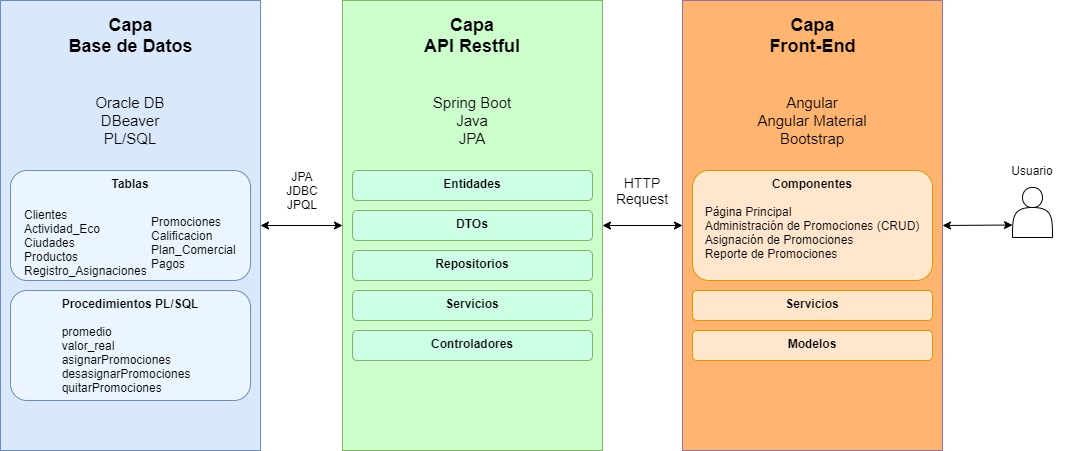 Capa
Base de Datos
Oracle DB
DBeaver
PL/SQL
Tablas
Clientes
Actividad_Eco
Ciudades
Productos
Registro_Asignaciones
Promociones
Calificacion
Plan_Comercial
Pagos
Procedimientos PL/SQL
promedio
valor_real
asignarPromociones
desasignarPromociones
quitarPromociones
JPA
JDBC
JPQL
Capa
API Restful
Spring Boot
Java
JPA
Entidades
DTOs
Repositorios
Servicios
Controladores
HTTP
Request
Capa
Front-End
Angular
Angular Material
Bootstrap
Componentes
Página Principal
Administración de Promociones (CRUD)
Asignación de Promociones
Reporte de Promociones
Servicios
Modelos
Usuario